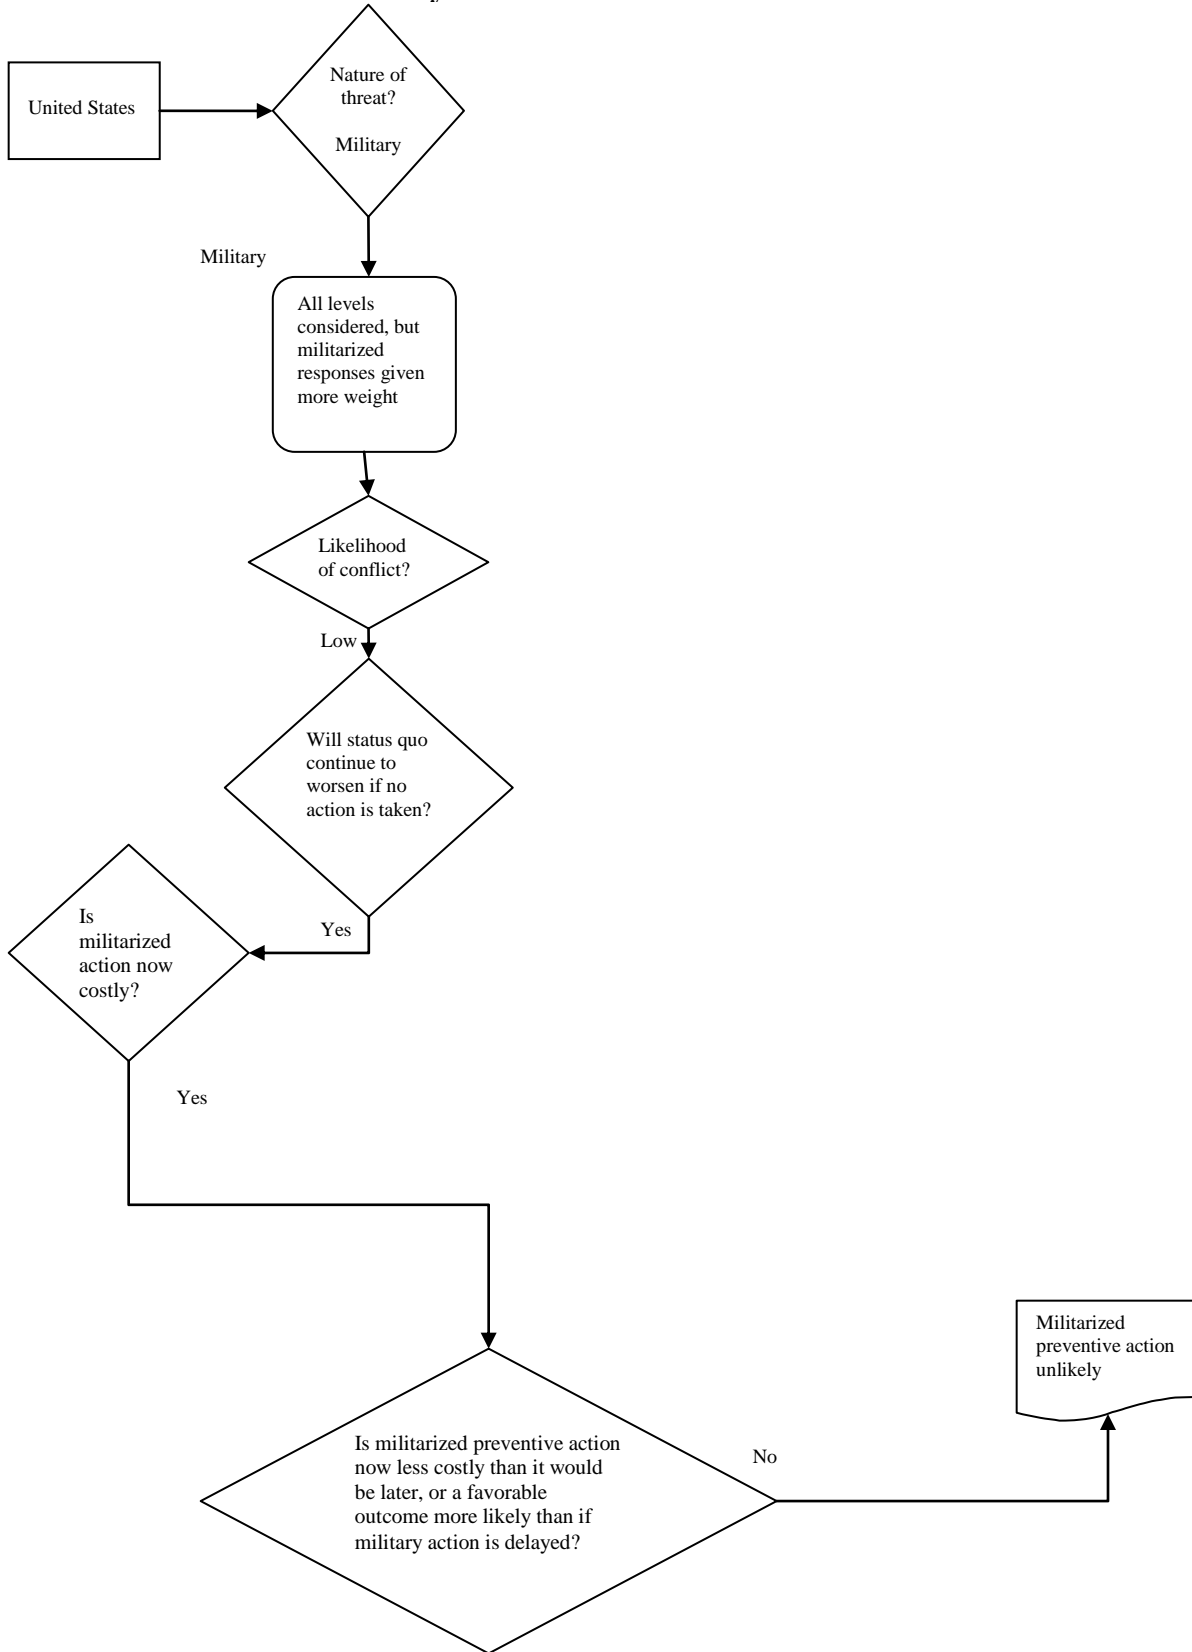 United States
Nature of
threat?
Military
Military
All levels
considered, but
militarized
responses given
more weight
Likelihood
of conflict?
Low
Will status quo
continue to
worsen if no
action is taken?
Yes
Is
militarized
action now
costly?
Yes
Militarized
preventive action
unlikely
Is militarized preventive action
now less costly than it would
be later, or a favorable
outcome more likely than if
military action is delayed?
No